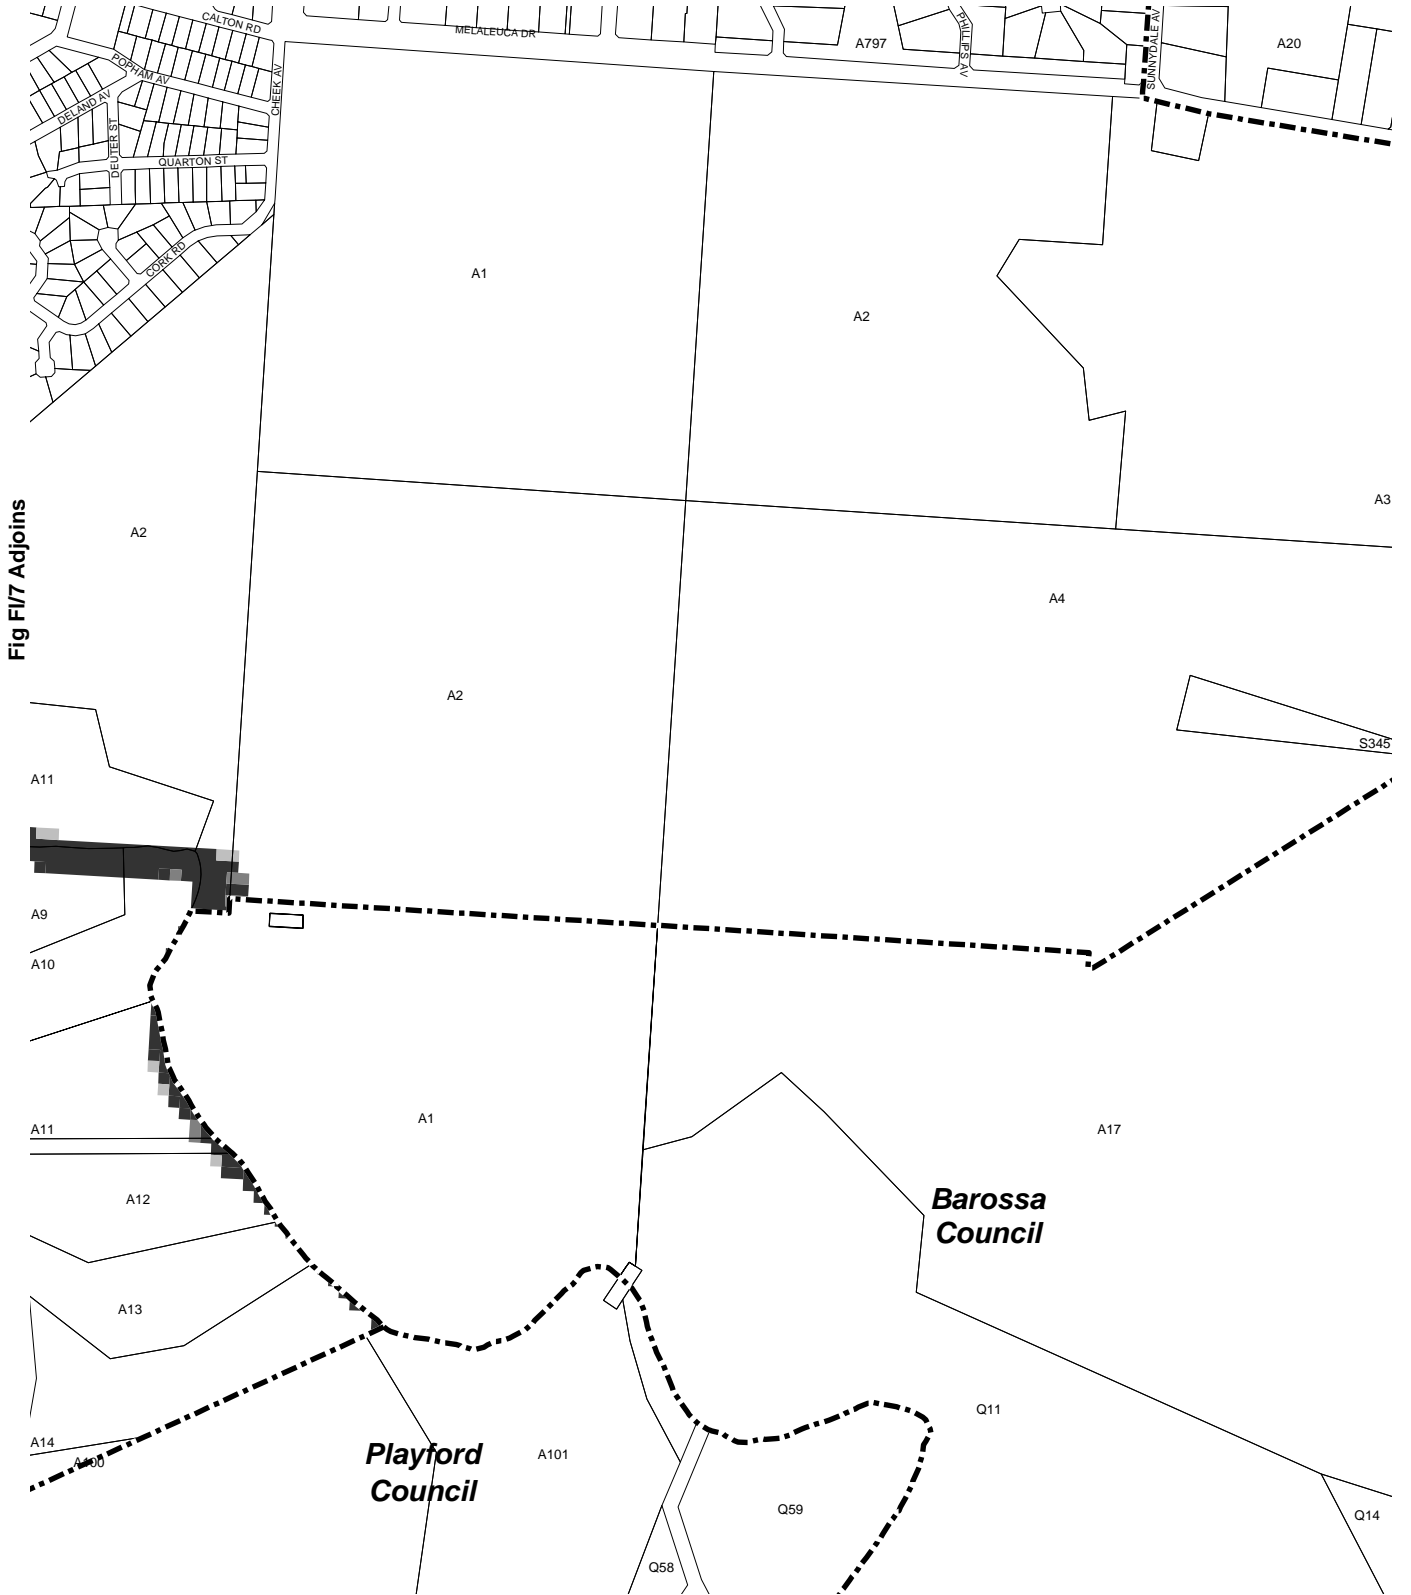 CALTON RD
MELALEUCA DR
A797
PHILLIPS AV
SUNNYDALE AV
A20
POPHAM AV
CHEEK AV
DELAND AV
DEUTER ST
QUARTON ST
CORK RD
A1
A2
A3
Fig FI/7 Adjoins
A2
A4
A2
S345
A11
A9
A10
A1
A11
A17
A12
Barossa
Council
A13
Q11
A14
A100
Playford
Council
A101
Q59
Q14
Q58